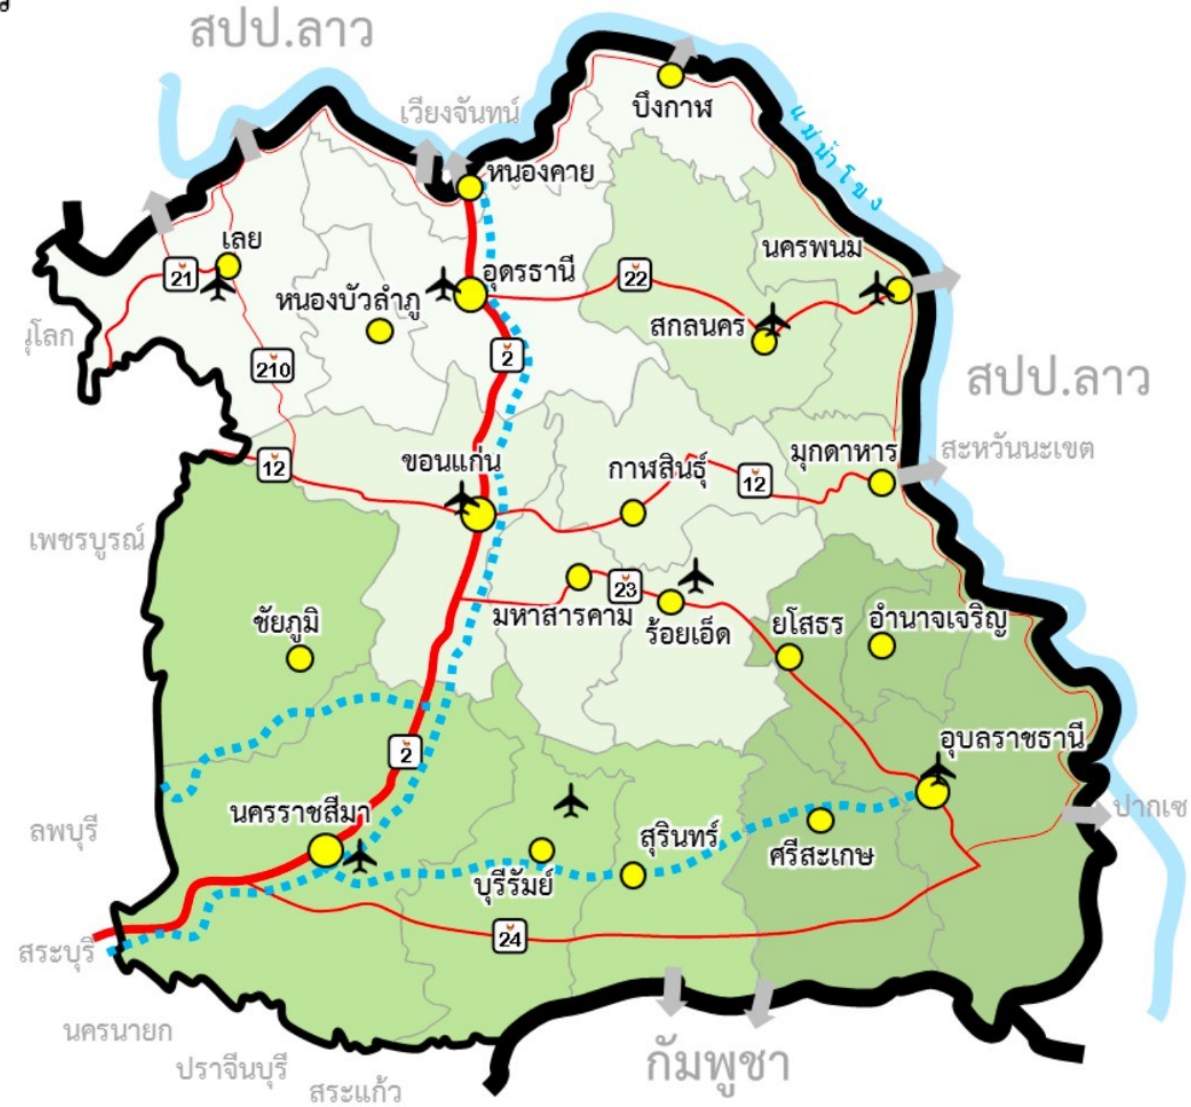 สปป.ลาว
เวียงจันทน์
บึงกาฬ
แม่น้ำโขง
หนองคาย
เลย
21
อุดรธานี
22
นครพนม
หนองบัวลำภู
สกลนคร
2
210
สปป.ลาว
ขอนแก่น
12
กาฬสินธุ์
12
มุกดาหาร
สะหวันนะเขต
เพชรบูรณ์
23
มหาสารคาม
ร้อยเอ็ด
ยโสธร
อำนาจเจริญ
ชัยภูมิ
2
อุบลราชธานี
นครราชสีมา
ปากเซ
ลพบุรี
สุรินทร์
ศรีสะเกษ
บุรีรัมย์
24
สระบุรี
นครนายก
ปราจีนบุรี
สระแก้ว
กัมพูชา